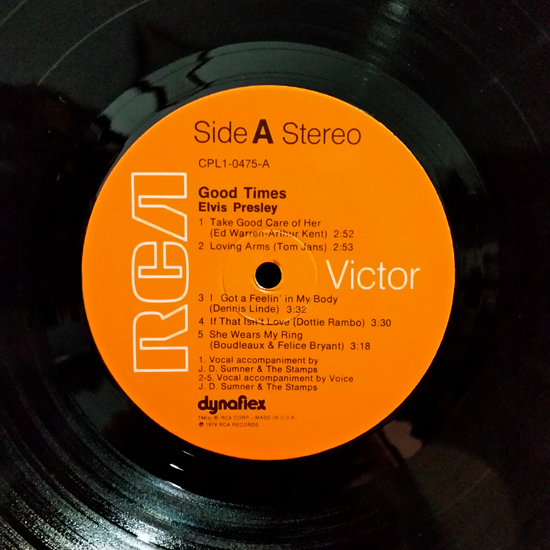 Side A Stereo
CPL1-0475-A
Good Times
Elvis Presley
1 Take Good Care of Her
(Ed Warren-Arthur Kent) 2:52
2 Loving Arms (Tom Jans) 2:53
RCA
Victor
3 I Got a Feelin' in My Body
(Dennis Linde) 3:32
4 If That Isn't Love (Dottie Rambo) 3:30
5 She Wears My Ring
(Boudleaux & Felice Bryant) 3:18
1. Vocal accompaniment by
J. D. Sumner & The Stamps
2-5. Vocal accompaniment by Voice
J. D. Sumner & The Stamps
dynaflex
TM(s) ® RCA CORP.-MADE IN U.S.A.
℗ 1974 RCA RECORDS